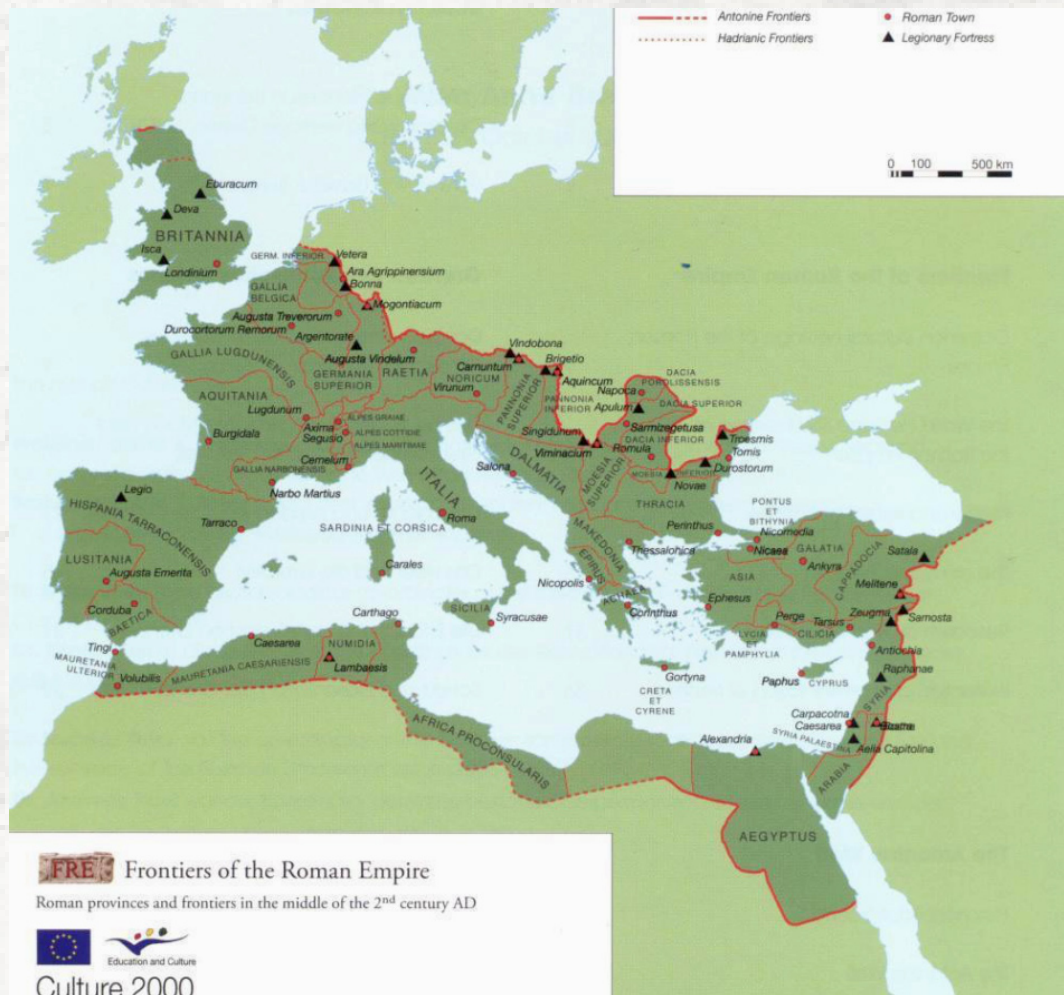 Antonine Frontiers
Roman Town
Hadrianic Frontiers
Legionary Fortress
0 100 500 km
Eburacum
Deva
BRITANNIA
Isca
Londinium
GERM. INFERIOR
Vetera
Ara Agrippinensium
Bonna
GALLIA
BELGICA
Mogontiacum
Augusta Treverorum
Durocortorum Remorum
Argentorate
GALLIA LUGDUNENSIS
Augusta Vindelum
GERMANIA
SUPERIOR
RAETIA
NORICUM
Virunum
Vindobona
Carnuntum
Brigetio
Aquincum
PANNONIA
SUPERIOR
PANNONIA
INFERIOR
DACIA
POROLISSENSIS
Napoca
DACIA SUPERIOR
Apulum
Sarmizegetusa
DACIA INFERIOR
Romula
Singidunum
Viminacium
Troesmis
Tomis
Durostorum
MOESIA INFERIOR
Novae
MOESIA
SUPERIOR
AQUITANIA
Lugdunum
Burgidala
Axima
Segusio
ALPES GRAIAE
ALPES COTTIDE
ALPES MARITIMAE
Cemelum
GALLIA NARBONENSIS
Narbo Martius
DALMATIA
Salona
ITALIA
Roma
SARDINIA ET CORSICA
Carales
Legio
HISPANIA TARRACONENSIS
Tarraco
LUSITANIA
Augusta Emerita
Corduba
BAETICA
THRACIA
Perinthus
PONTUS
ET
BITHYNIA
Nicomedia
Nicaea
GALATIA
Ankyra
CAPPADOCIA
Satala
Melitene
Zeugma
Samosta
MAKEDONIA
Thessalohica
EPIRUS
Nicopolis
ACHAIA
Corinthus
ASIA
Ephesus
Perge
Tarsus
LYCIA
ET
PAMPHYLIA
CILICIA
Antiochia
Raphanae
SYRIA
Paphus
CYPRUS
SICILIA
Syracusae
Carthago
Caesarea
NUMIDIA
Lambaesis
Tingi
MAURETANIA
ULTERIOR
Volubilis
MAURETANIA CAESARIENSIS
Gortyna
CRETA
ET
CYRENE
AFRICA PROCONSULARIS
Carpacotna
Caesarea
SYRIA PALAESTINA
Aelia Capitolina
Alexandria
ARABIA
AEGYPTUS
FRE
Frontiers of the Roman Empire
Roman provinces and frontiers in the middle of the 2nd century AD
Education and Culture
Culture 2000